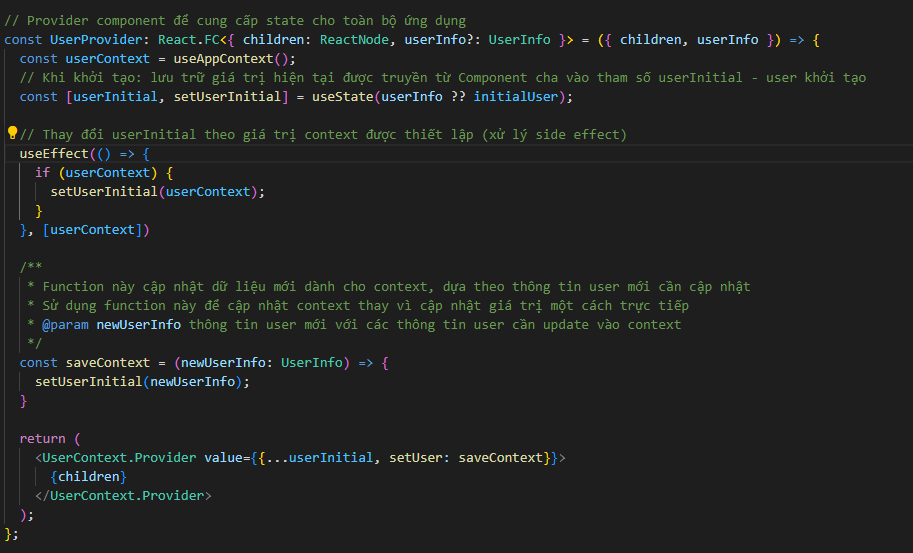 // Provider component để cung cấp state cho toàn bộ ứng dụng
const UserProvider: React.FC<{ children: ReactNode, userInfo?: UserInfo }> = ({ children, userInfo }) => {
  const userContext = useAppContext();
  // Khi khởi tạo: lưu trữ giá trị hiện tại được truyền từ Component cha vào tham số userInitial - user khởi tạo
  const [userInitial, setUserInitial] = useState(userInfo ?? initialUser);

  // Thay đổi userInitial theo giá trị context được thiết lập (xử lý side effect)
  useEffect(() => {
    if (userContext) {
      setUserInitial(userContext);
    }
  }, [userContext])

  /**
   * Function này cập nhật dữ liệu mới dành cho context, dựa theo thông tin user mới cần cập nhật
   * Sử dụng function này để cập nhật context thay vì cập nhật giá trị một cách trực tiếp
   * @param newUserInfo thông tin user mới với các thông tin user cần update vào context
   */
  const saveContext = (newUserInfo: UserInfo) => {
    setUserInitial(newUserInfo);
  }

  return (
    <UserContext.Provider value={{...userInitial, setUser: saveContext}}>
      {children}
    </UserContext.Provider>
  );
};